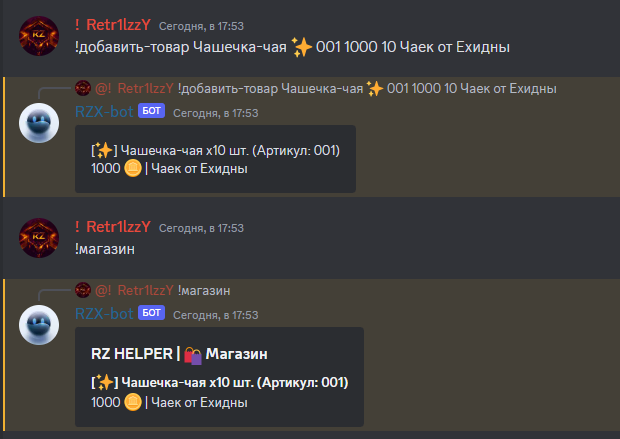 ! Retr1lzzY Сегодня, в 17:53
!добавить-товар Чашечка-чая ✨ 001 1000 10 Чаек от Ехидны
@! Retr1lzzY !добавить-товар Чашечка-чая ✨ 001 1000 10 Чаек от Ехидны
RZX-bot БОТ Сегодня, в 17:53
[✨] Чашечка-чая x10 шт. (Артикул: 001)
1000 🪙 | Чаек от Ехидны
! Retr1lzzY Сегодня, в 17:53
!магазин
@! Retr1lzzY !магазин
RZX-bot БОТ Сегодня, в 17:53
RZ HELPER | 🛍️ Магазин
[✨] Чашечка-чая x10 шт. (Артикул: 001)
1000 🪙 | Чаек от Ехидны